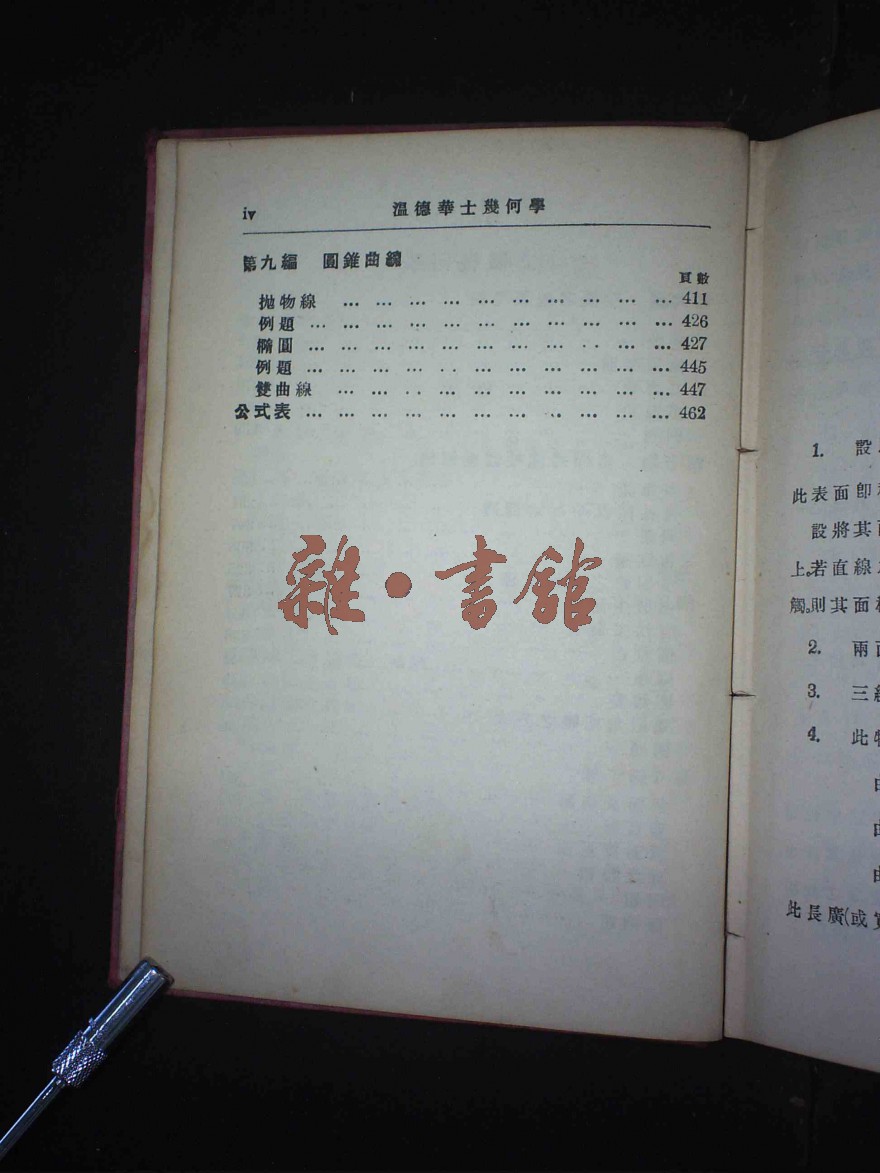 iv 溫德華士幾何學
第九編 圓錐曲線
頁數
拋物線 ... ... ... ... ... ... ... ... ... ... 411
例題 ... ... ... ... ... ... ... ... ... ... ... 426
橢圓 ... ... ... ... ... ... ... ... ... ... ... 427
例題 ... ... ... ... ... ... ... ... ... ... ... 445
雙曲線 ... ... ... ... ... ... ... ... ... ... 447
公式表 ... ... ... ... ... ... ... ... ... ... ... 462
雜•書館
1. 設
此表面卽
設將其
上。若直線
觸。則其面
2. 兩
3. 三
4. 此
此長廣(或